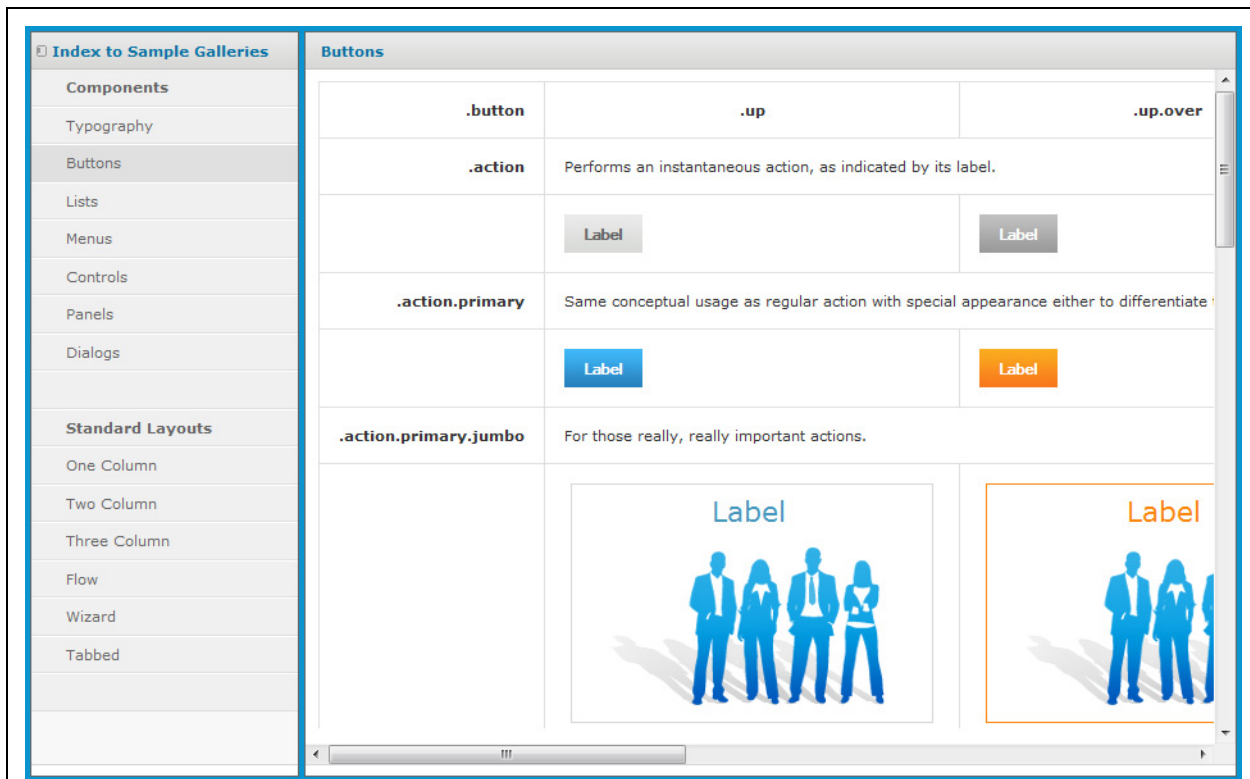 Index to Sample Galleries
Components
Typography
Buttons
Lists
Menus
Controls
Panels
Dialogs
Standard Layouts
One Column
Two Column
Three Column
Flow
Wizard
Tabbed
Buttons
.button .up .up.over
.action Performs an instantaneous action, as indicated by its label.
Label Label
.action.primary Same conceptual usage as regular action with special appearance either to differentiate
Label Label
.action.primary.jumbo For those really, really important actions.
Label Label